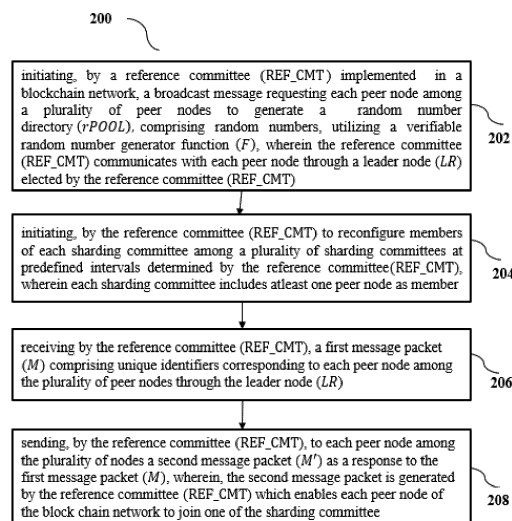 200
initiating, by a reference committee (REF_CMT) implemented in a
blockchain network, a broadcast message requesting each peer node among
a plurality of peer nodes to generate a random number
directory (rPOOL), comprising random numbers, utilizing a verifiable
random number generator function (F), wherein the reference committee
(REF_CMT) communicates with each peer node through a leader node (LR)
elected by the reference committee (REF_CMT)
202
initiating, by the reference committee (REF_CMT) to reconfigure members
of each sharding committee among a plurality of sharding committees at
predefined intervals determined by the reference committee(REF_CMT),
wherein each sharding committee includes atleast one peer node as member
204
receiving by the reference committee (REF_CMT), a first message packet
(M) comprising unique identifiers corresponding to each peer node among
the plurality of peer nodes through the leader node (LR)
206
sending, by the reference committee (REF_CMT), to each peer node among
the plurality of nodes a second message packet (M') as a response to the
first message packet (M), wherein, the second message packet is generated
by the reference committee (REF_CMT) which enables each peer node of
the block chain network to join one of the sharding committee
208